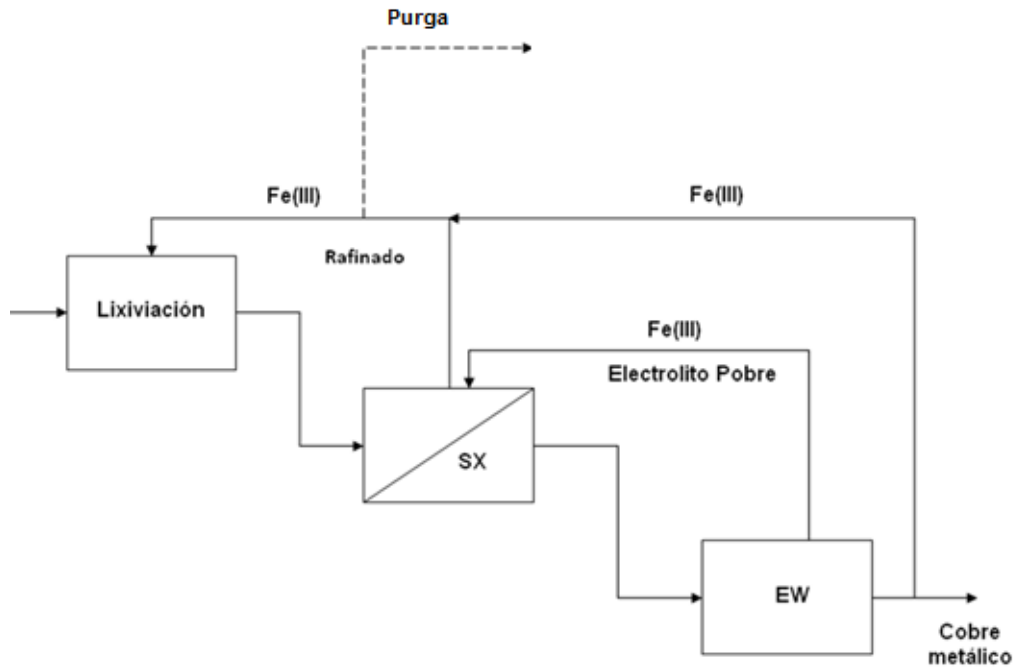 Purga
Fe(III)
Fe(III)
Rafinado
Lixiviación
Fe(III)
Electrolito Pobre
SX
EW
Cobre
metálico